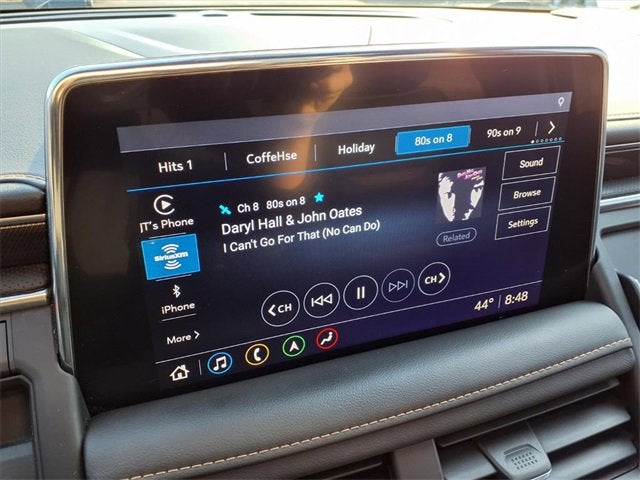 Hits 1 CoffeHse Holiday 80s on 8 90s on 9
JT's Phone
SiriusXM
iPhone
More
Ch 8 80s on 8
Daryl Hall & John Oates
I Can't Go For That (No Can Do)
Related
Sound
Browse
Settings
CH CH
44° 8:48